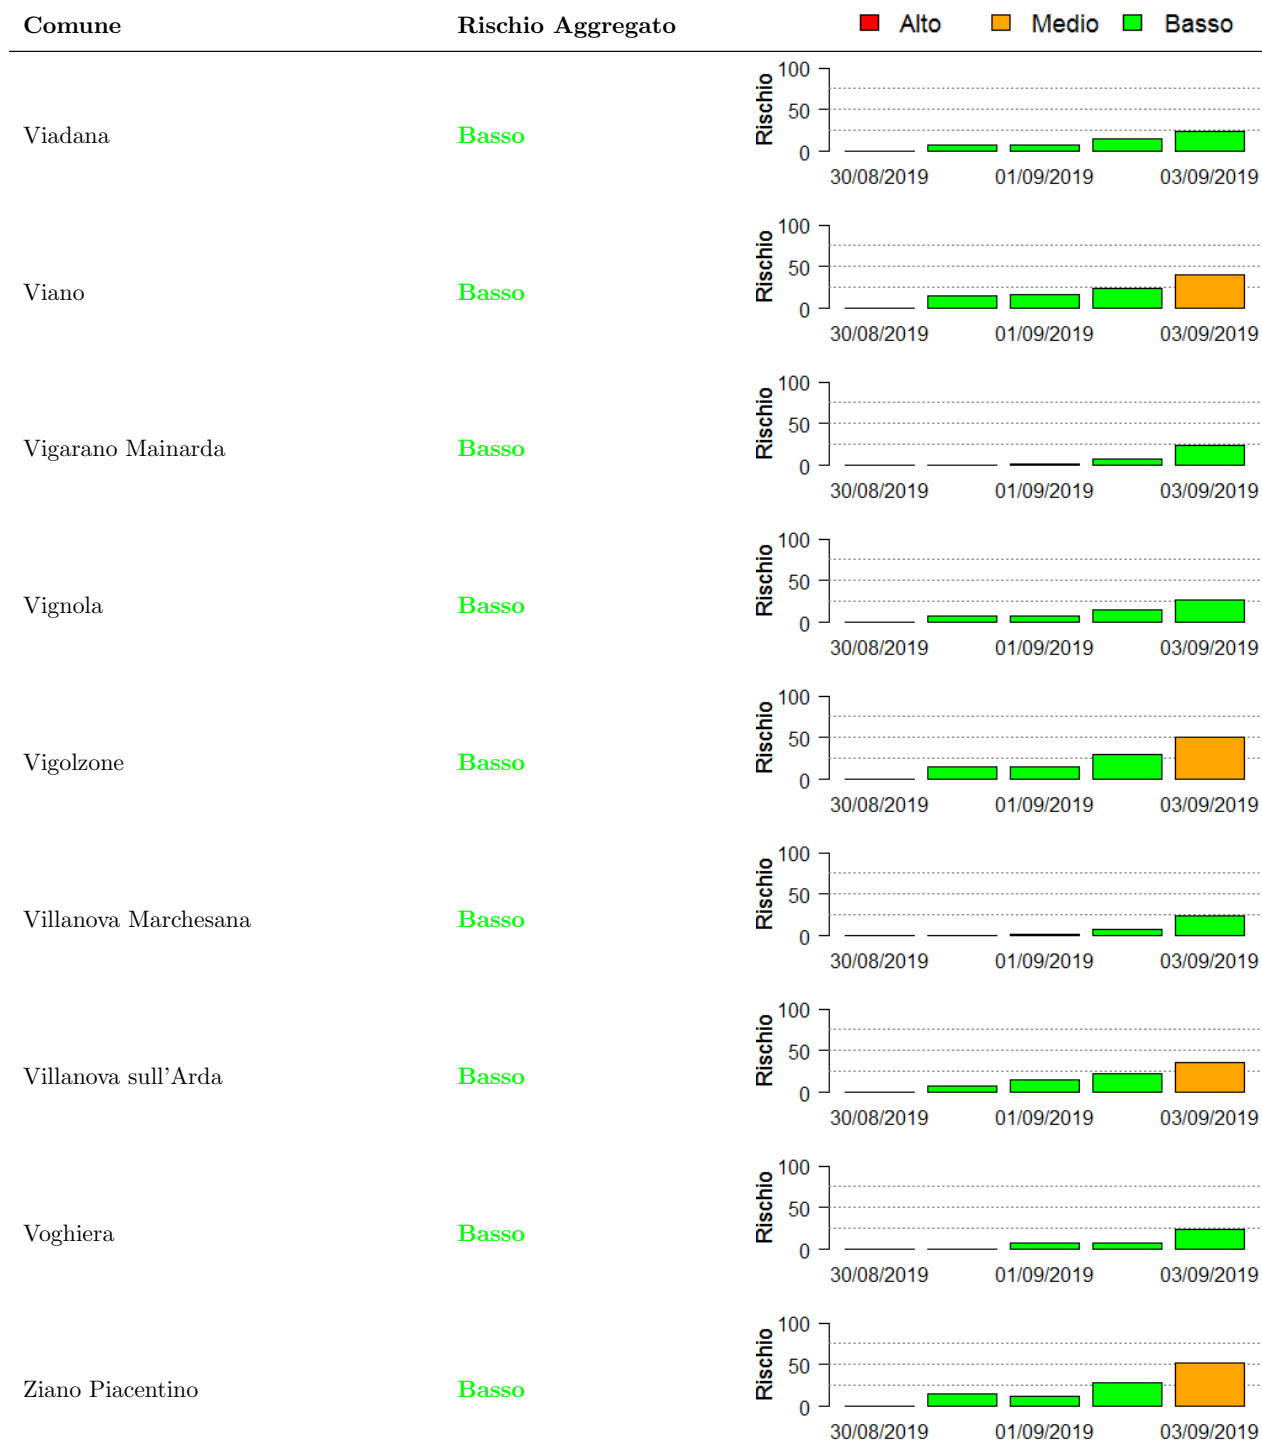 Comune Rischio Aggregato Alto Medio Basso
100
50
0
Rischio
Viadana Basso
30/08/2019 01/09/2019 03/09/2019
100
50
0
Rischio
Viano Basso
30/08/2019 01/09/2019 03/09/2019
100
50
0
Rischio
Vigarano Mainarda Basso
30/08/2019 01/09/2019 03/09/2019
100
50
0
Rischio
Vignola Basso
30/08/2019 01/09/2019 03/09/2019
100
50
0
Rischio
Vigolzone Basso
30/08/2019 01/09/2019 03/09/2019
100
50
0
Rischio
Villanova Marchesana Basso
30/08/2019 01/09/2019 03/09/2019
100
50
0
Rischio
Villanova sull'Arda Basso
30/08/2019 01/09/2019 03/09/2019
100
50
0
Rischio
Voghiera Basso
30/08/2019 01/09/2019 03/09/2019
100
50
0
Rischio
Ziano Piacentino Basso
30/08/2019 01/09/2019 03/09/2019